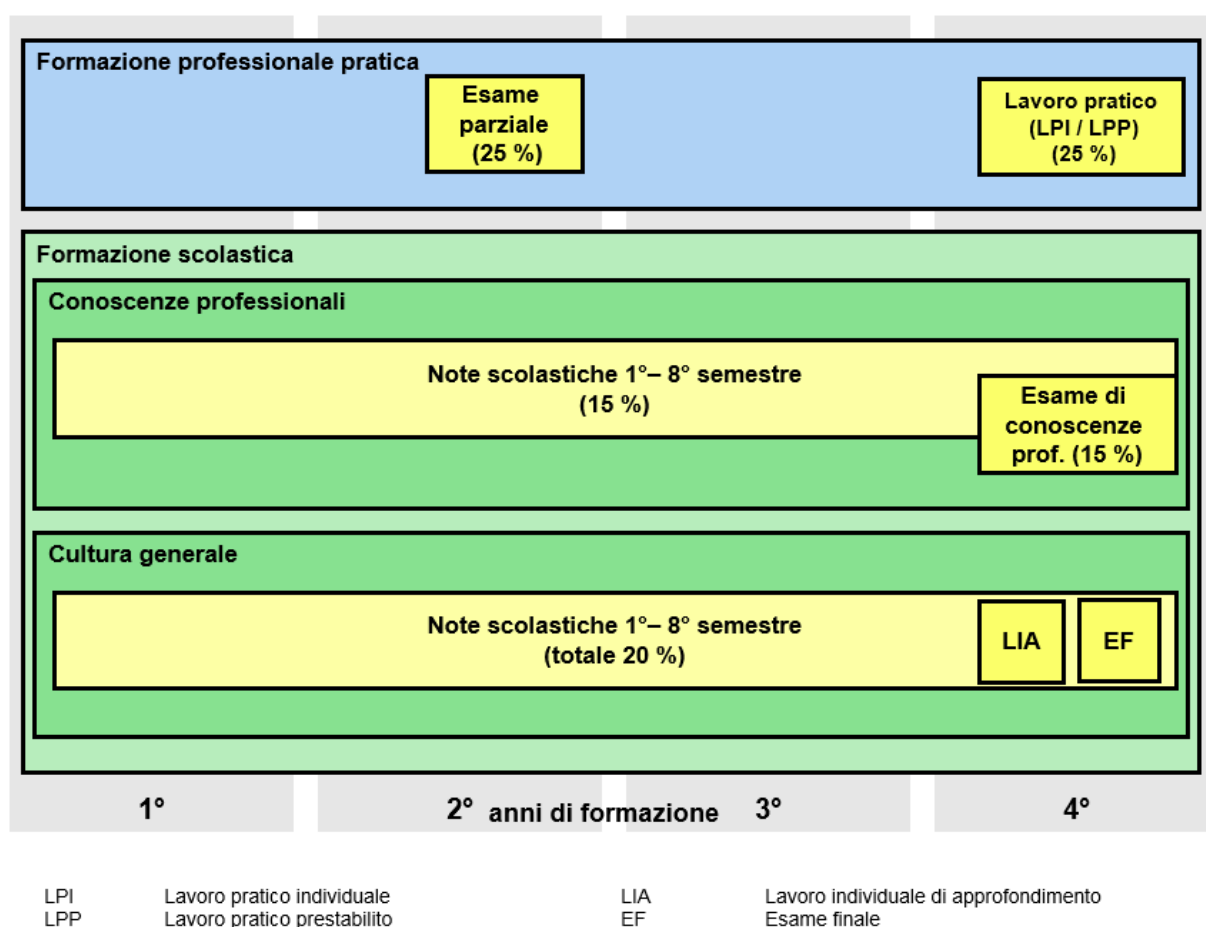 Formazione professionale pratica
Esame
parziale
(25 %)
Lavoro pratico
(LPI / LPP)
(25 %)
Formazione scolastica
Conoscenze professionali
Note scolastiche 1°– 8° semestre
(15 %)
Esame di
conoscenze
prof. (15 %)
Cultura generale
Note scolastiche 1°– 8° semestre
(totale 20 %)
LIA
EF
1° 2° anni di formazione 3° 4°
LPI Lavoro pratico individuale LIA Lavoro individuale di approfondimento
LPP Lavoro pratico prestabilito EF Esame finale